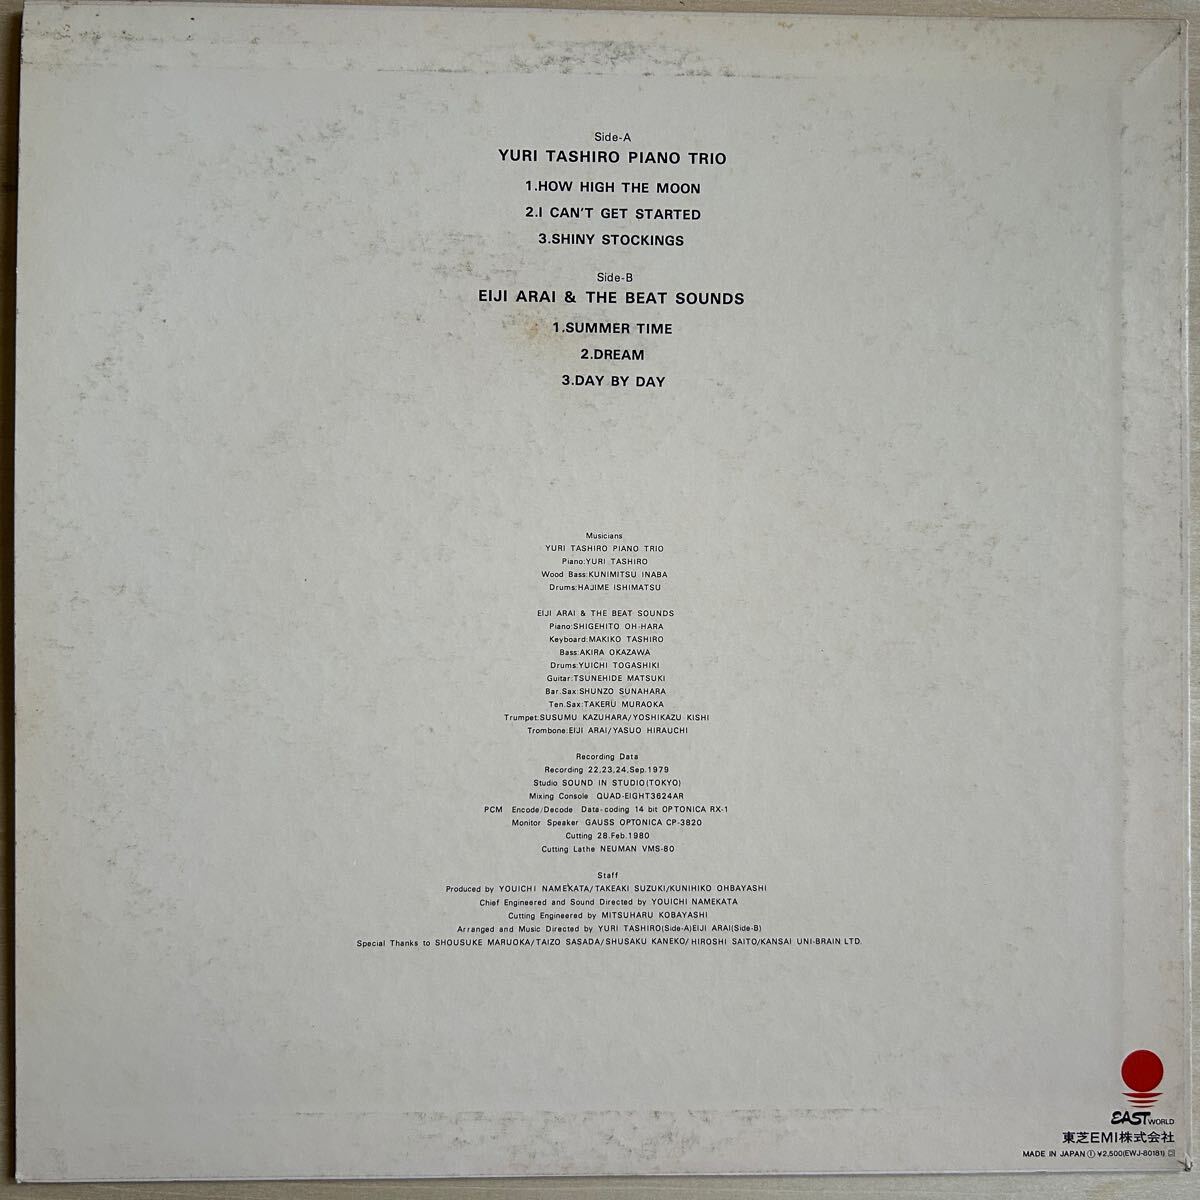 Side-A
YURI TASHIRO PIANO TRIO
1.HOW HIGH THE MOON
2.I CAN'T GET STARTED
3.SHINY STOCKINGS
Side-B
EIJI ARAI & THE BEAT SOUNDS
1.SUMMER TIME
2.DREAM
3.DAY BY DAY
Musicians
YURI TASHIRO PIANO TRIO
Piano:YURI TASHIRO
Wood Bass:KUNIMITSU INABA
Drums:HAJIME ISHIMATSU
EIJI ARAI & THE BEAT SOUNDS
Piano:SHIGEHITO OH-HARA
Keyboard:MAKIKO TASHIRO
Bass:AKIRA OKAZAWA
Drums:YUICHI TOGASHIKI
Guitar:TSUNEHIDE MATSUKI
Bar.Sax:SHUNZO SUNAHARA
Ten.Sax:TAKERU MURAOKA
Trumpet:SUSUMU KAZUHARA/YOSHIKAZU KISHI
Trombone:EIJI ARAI/YASUO HIRAUCHI
Recording Data
Recording 22,23,24,Sep.1979
Studio SOUND IN STUDIO(TOKYO)
Mixing Console QUAD-EIGHT3624AR
PCM Encode/Decode Data-coding 14 bit OPTONICA RX-1
Monitor Speaker GAUSS OPTONICA CP-3820
Cutting 28.Feb.1980
Cutting Lathe NEUMAN VMS-80
Staff
Produced by YOUICHI NAMEKATA/TAKEAKI SUZUKI/KUNIHIKO OHBAYASHI
Chief Engineered and Sound Directed by YOUICHI NAMEKATA
Cutting Engineered by MITSUHARU KOBAYASHI
Arranged and Music Directed by YURI TASHIRO(Side-A)EIJI ARAI(Side-B)
Special Thanks to SHOUSUKE MARUOKA/TAIZO SASADA/SHUSAKU KANEKO/HIROSHI SAITO/KANSAI UNI-BRAIN LTD.
EAST WORLD
東芝EMI株式会社
MADE IN JAPAN Ⓛ ¥2,500(EWJ-80181)